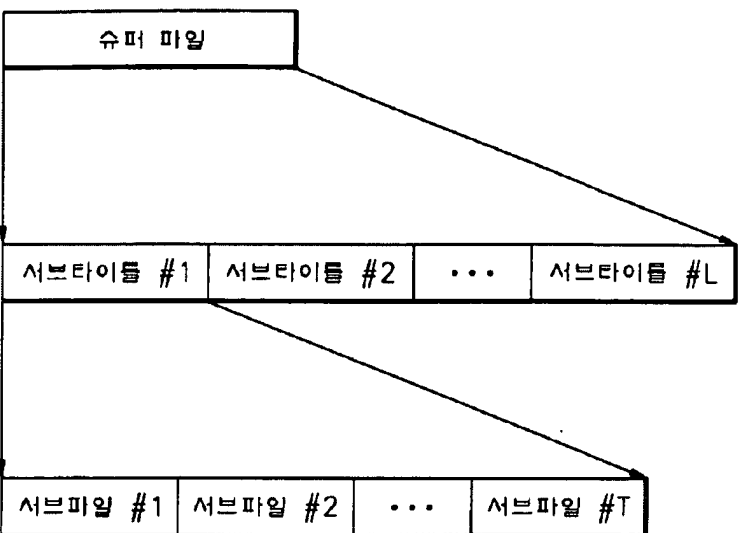 슈퍼 파일
서브타이틀 #1 서브타이틀 #2 ... 서브타이틀 #L
서브파일 #1 서브파일 #2 ... 서브파일 #T